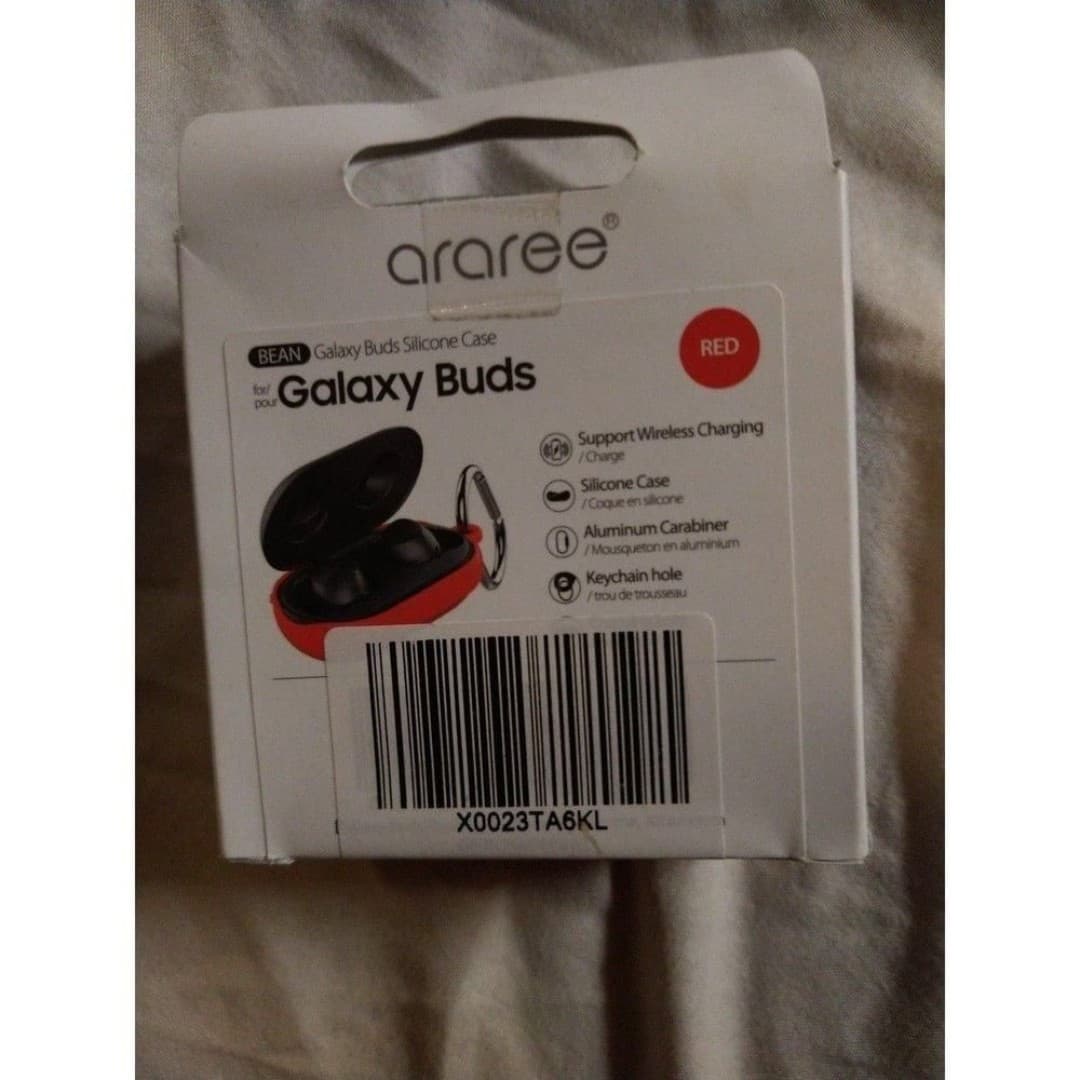 araree®
BEAN Galaxy Buds Silicone Case
for/
pour Galaxy Buds
RED
Support Wireless Charging
/ Charge
Silicone Case
/ Coque en silicone
Aluminum Carabiner
/ Mousqueton en aluminium
Keychain hole
/ trou de trousseau
X0023TA6KL